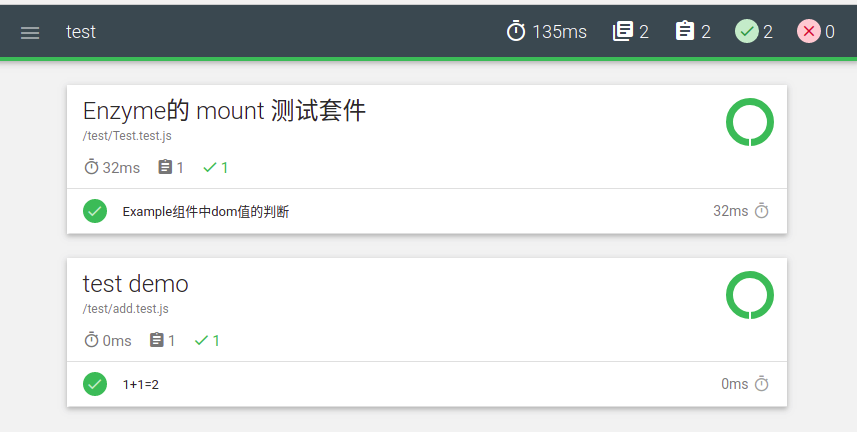 test 135ms 2 2 2 0
Enzyme的 mount 测试套件
/test/Test.test.js
32ms 1 1
Example组件中dom值的判断 32ms
test demo
/test/add.test.js
0ms 1 1
1+1=2 0ms